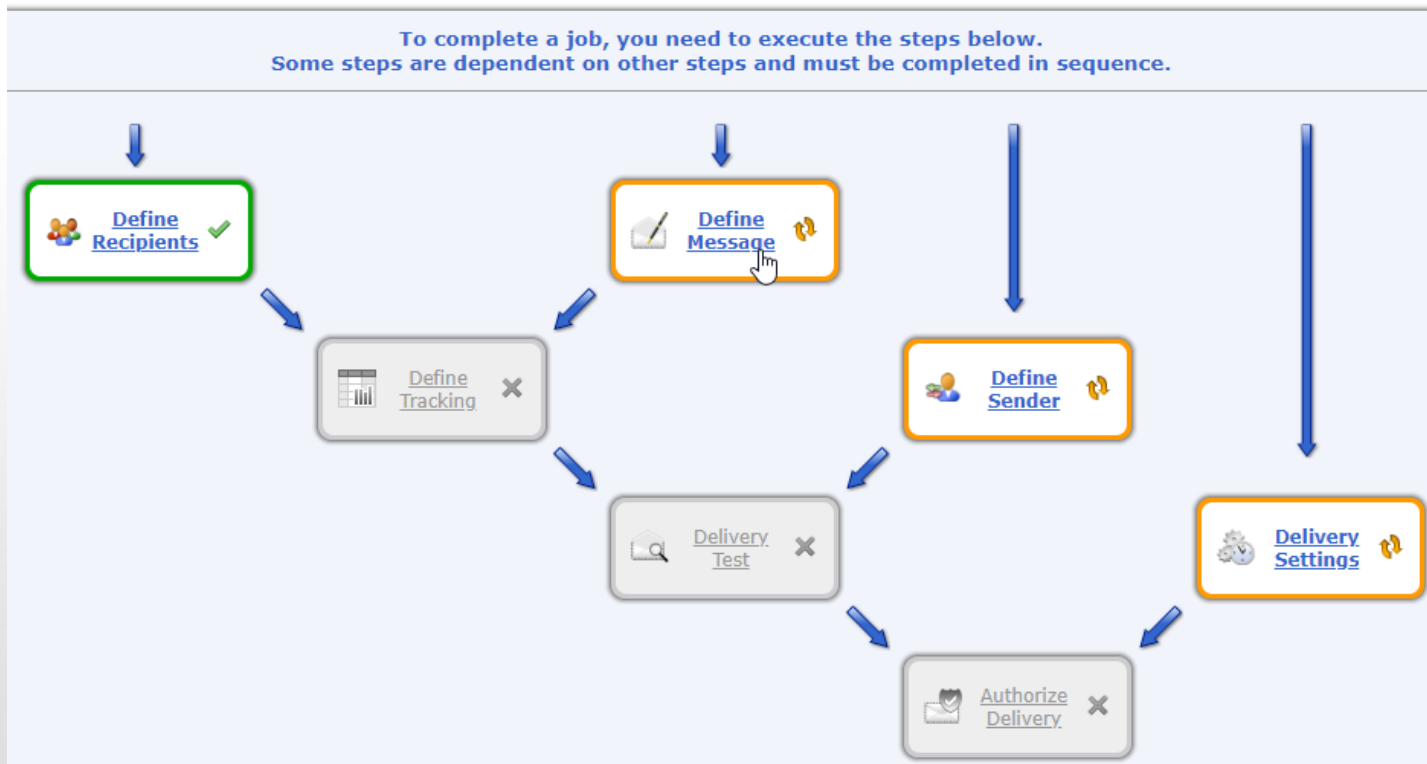 To complete a job, you need to execute the steps below.
Some steps are dependent on other steps and must be completed in sequence.
Define
Recipients
Define
Message
Define
Tracking
Define
Sender
Delivery
Test
Delivery
Settings
Authorize
Delivery